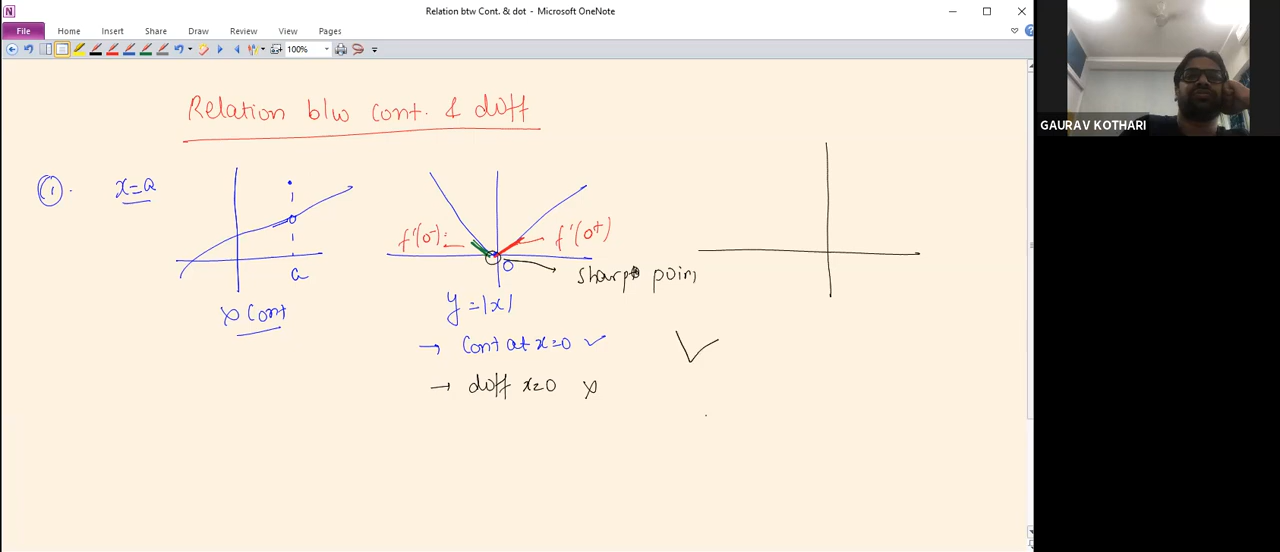 Relation btw Cont. & dot - Microsoft OneNote
File Home Insert Share Draw Review View Pages
100%
GAURAV KOTHARI
Relation b/w cont. & diff
①. x=a
a
x Cont
f'(0⁻): f'(0⁺)
0
sharp point
y=|x|
→ Cont at x=0 ✓
→ diff x=0 x